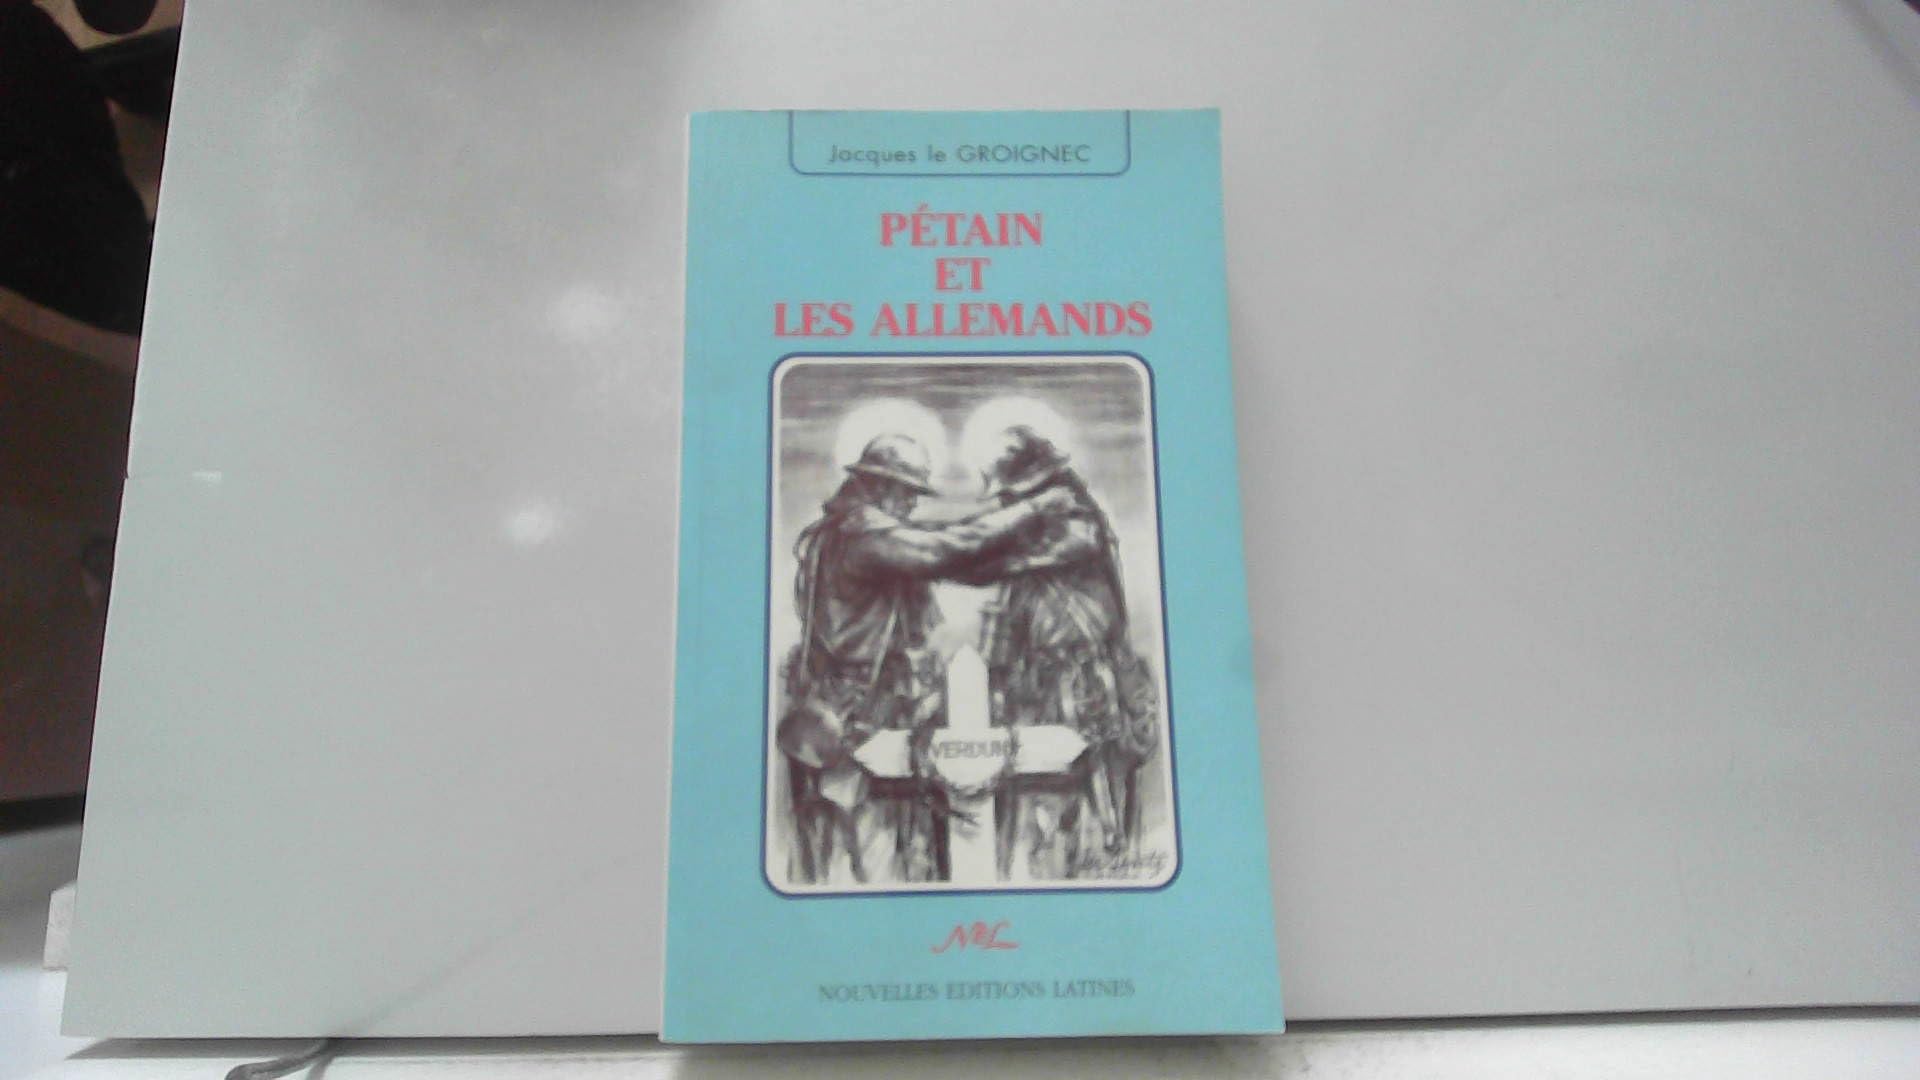 Jacques le GROIGNEC
PÉTAIN
ET
LES ALLEMANDS
VERDUN
NEL
NOUVELLES EDITIONS LATINES